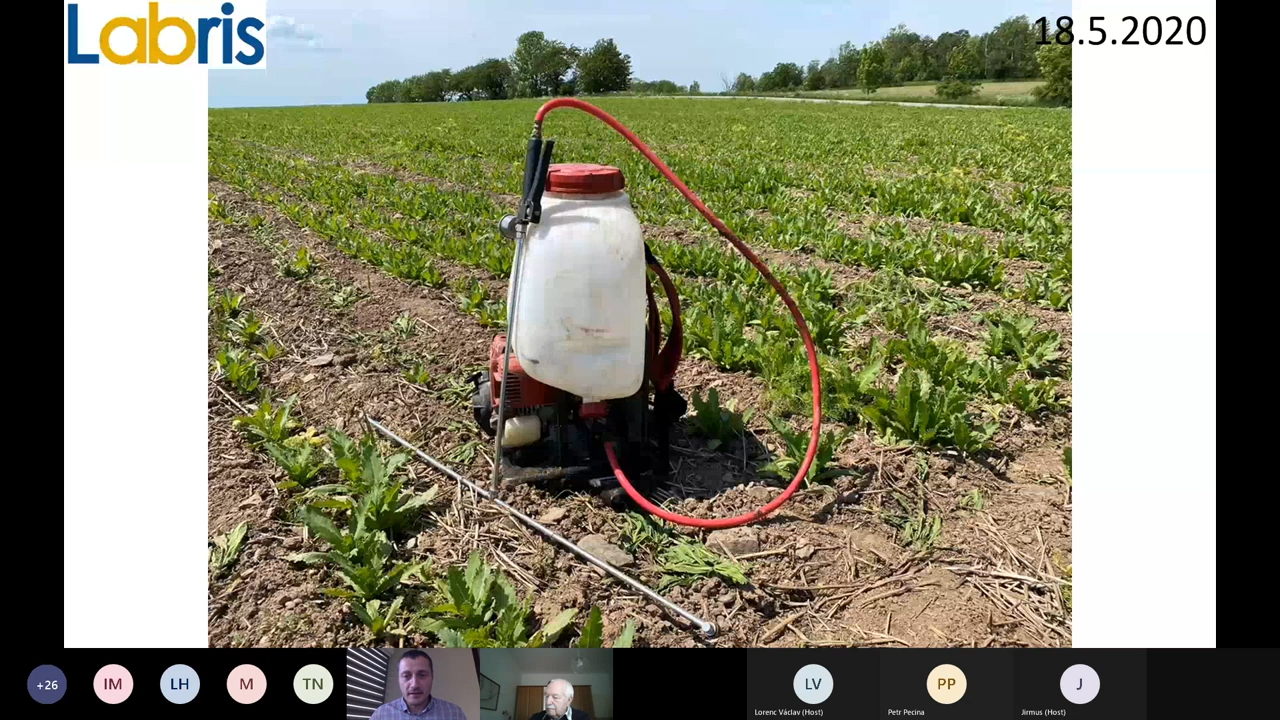 Labris
18.5.2020
+26
IM
LH
M
TN
LV
PP
J
Lorenc Václav (Host)
Petr Pecina
Jirmus (Host)